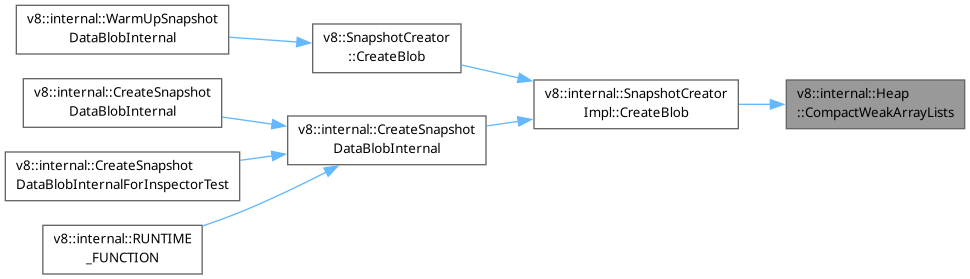 v8::internal::WarmUpSnapshot
DataBlobInternal
v8::SnapshotCreator
::CreateBlob
v8::internal::CreateSnapshot
DataBlobInternal
v8::internal::SnapshotCreator
Impl::CreateBlob
v8::internal::Heap
::CompactWeakArrayLists
v8::internal::CreateSnapshot
DataBlobInternal
v8::internal::CreateSnapshot
DataBlobInternalForInspectorTest
v8::internal::RUNTIME
_FUNCTION